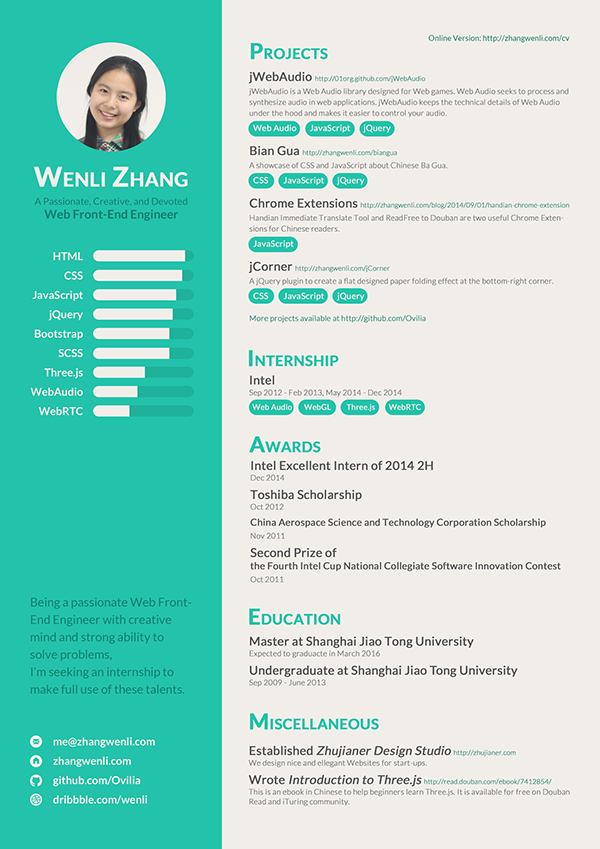 Wenli Zhang
A Passionate, Creative, and Devoted
Web Front-End Engineer
HTML
CSS
JavaScript
jQuery
Bootstrap
SCSS
Three.js
WebAudio
WebRTC
Being a passionate Web Front-
End Engineer with creative
mind and strong ability to
solve problems,
I'm seeking an internship to
make full use of these talents.
me@zhangwenli.com
zhangwenli.com
github.com/Ovilia
dribbble.com/wenli
Online Version: http://zhangwenli.com/cv
Projects
jWebAudio http://01org.github.com/jWebAudio
jWebAudio is a Web Audio library designed for Web games. Web Audio seeks to process and
synthesize audio in web applications. jWebAudio keeps the technical details of Web Audio
under the hood and makes it easier to control your audio.
Web Audio JavaScript jQuery
Bian Gua http://zhangwenli.com/biangua
A showcase of CSS and JavaScript about Chinese Ba Gua.
CSS JavaScript jQuery
Chrome Extensions http://zhangwenli.com/blog/2014/09/01/handian-chrome-extension
Handian Immediate Translate Tool and ReadFree to Douban are two useful Chrome Exten-
sions for Chinese readers.
JavaScript
jCorner http://zhangwenli.com/jCorner
A jQuery plugin to create a flat designed paper folding effect at the bottom-right corner.
CSS JavaScript jQuery
More projects available at http://github.com/Ovilia
Internship
Intel
Sep 2012 - Feb 2013, May 2014 - Dec 2014
Web Audio WebGL Three.js WebRTC
Awards
Intel Excellent Intern of 2014 2H
Dec 2014
Toshiba Scholarship
Oct 2012
China Aerospace Science and Technology Corporation Scholarship
Nov 2011
Second Prize of
the Fourth Intel Cup National Collegiate Software Innovation Contest
Oct 2011
Education
Master at Shanghai Jiao Tong University
Expected to graduacte in March 2016
Undergraduate at Shanghai Jiao Tong University
Sep 2009 - June 2013
Miscellaneous
Established Zhujianer Design Studio http://zhujianer.com
We design nice and ellegant Websites for start-ups.
Wrote Introduction to Three.js http://read.douban.com/ebook/7412854/
This is an ebook in Chinese to help beginners learn Three.js. It is available for free on Douban
Read and iTuring community.